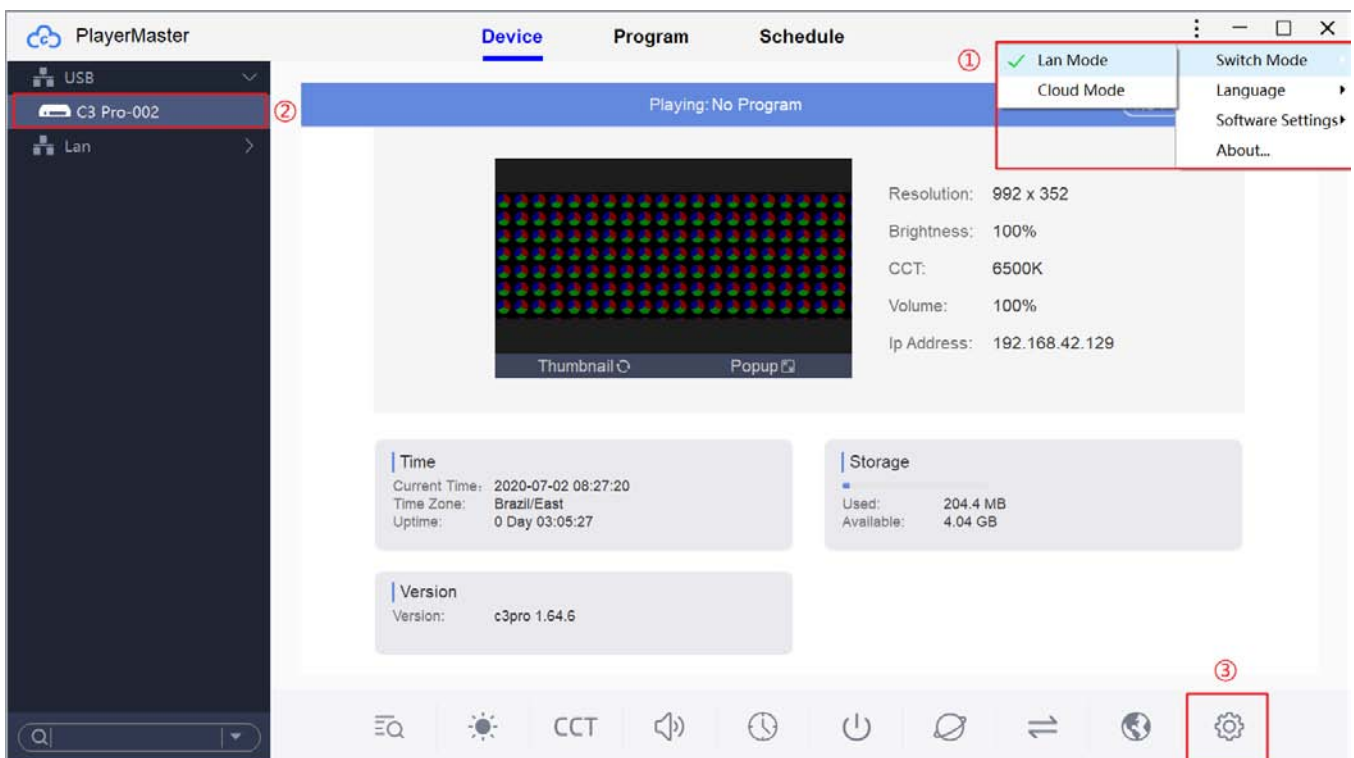 PlayerMaster
Device Program Schedule
USB
② C3 Pro-002
Lan
① Lan Mode
Cloud Mode
Switch Mode
Language
Software Settings
About...
Playing: No Program
Thumbnail Popup
Resolution: 992 x 352
Brightness: 100%
CCT: 6500K
Volume: 100%
Ip Address: 192.168.42.129
Time
Current Time: 2020-07-02 08:27:20
Time Zone: Brazil/East
Uptime: 0 Day 03:05:27
Storage
Used: 204.4 MB
Available: 4.04 GB
Version
Version: c3pro 1.64.6
③
CCT